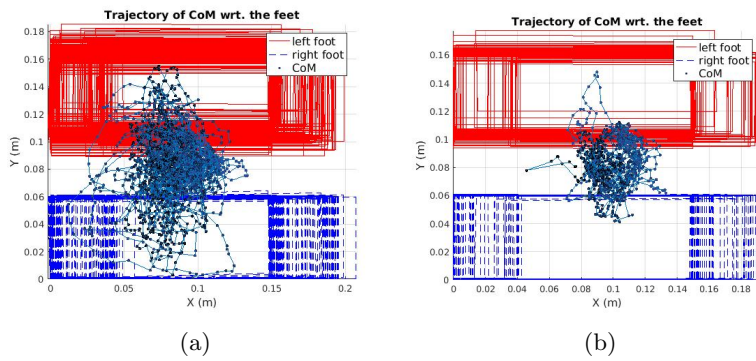 Trajectory of CoM wrt. the feet
0.18
0.16
0.14
0.12
0.1
0.08
0.06
0.04
0.02
0
Y (m)
0
0.05
0.1
0.15
0.2
X (m)
left foot
right foot
CoM
(a)
Trajectory of CoM wrt. the feet
0.16
0.14
0.12
0.1
0.08
0.06
0.04
0.02
0
Y (m)
0.00
0.02
0.04
0.06
0.08
0.10
0.12
0.14
0.16
0.18
X (m)
left foot
right foot
CoM
(b)